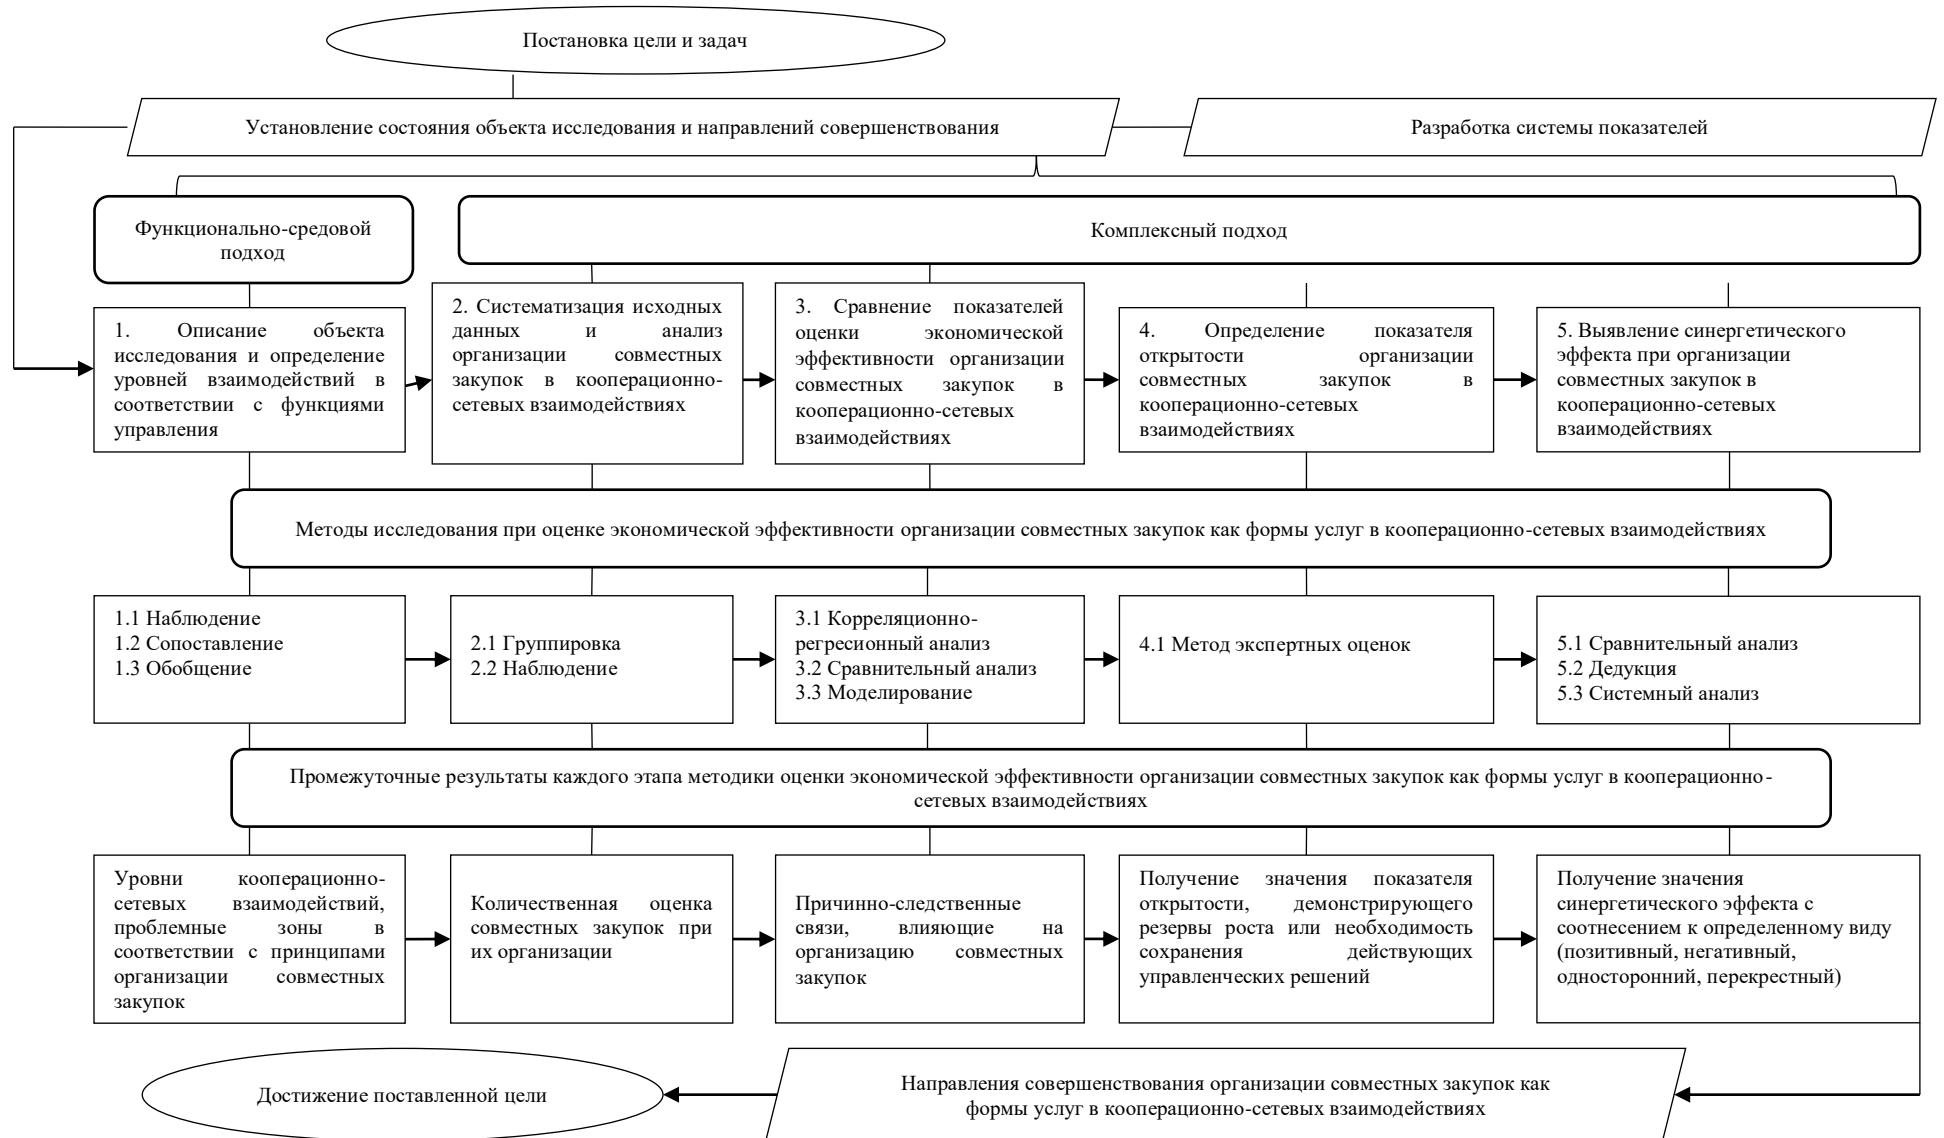 Постановка цели и задач
Установление состояния объекта исследования и направлений совершенствования
Разработка системы показателей
Функционально-средовой
подход
Комплексный подход
1. Описание объекта
исследования и определение
уровней взаимодействий в
соответствии с функциями
управления
2. Систематизация исходных
данных и анализ
организации совместных
закупок в кооперационно-
сетевых взаимодействиях
3. Сравнение показателей
оценки экономической
эффективности организации
совместных закупок в
кооперационно-сетевых
взаимодействиях
4. Определение показателя
открытости организации
совместных закупок в
кооперационно-сетевых
взаимодействиях
5. Выявление синергетического
эффекта при организации
совместных закупок в
кооперационно-сетевых
взаимодействиях
Методы исследования при оценке экономической эффективности организации совместных закупок как формы услуг в кооперационно-сетевых взаимодействиях
1.1 Наблюдение
1.2 Сопоставление
1.3 Обобщение
2.1 Группировка
2.2 Наблюдение
3.1 Корреляционно-
регресионный анализ
3.2 Сравнительный анализ
3.3 Моделирование
4.1 Метод экспертных оценок
5.1 Сравнительный анализ
5.2 Дедукция
5.3 Системный анализ
Промежуточные результаты каждого этапа методики оценки экономической эффективности организации совместных закупок как формы услуг в кооперационно-
сетевых взаимодействиях
Уровни кооперационно-
сетевых взаимодействий,
проблемные зоны в
соответствии с принципами
организации совместных
закупок
Количественная оценка
совместных закупок при
их организации
Причинно-следственные
связи, влияющие на
организацию совместных
закупок
Получение значения показателя
открытости, демонстрирующего
резервы роста или необходимость
сохранения действующих
управленческих решений
Получение значения
синергетического эффекта с
соотнесением к определенному виду
(позитивный, негативный,
односторонний, перекрестный)
Достижение поставленной цели
Направления совершенствования организации совместных закупок как
формы услуг в кооперационно-сетевых взаимодействиях